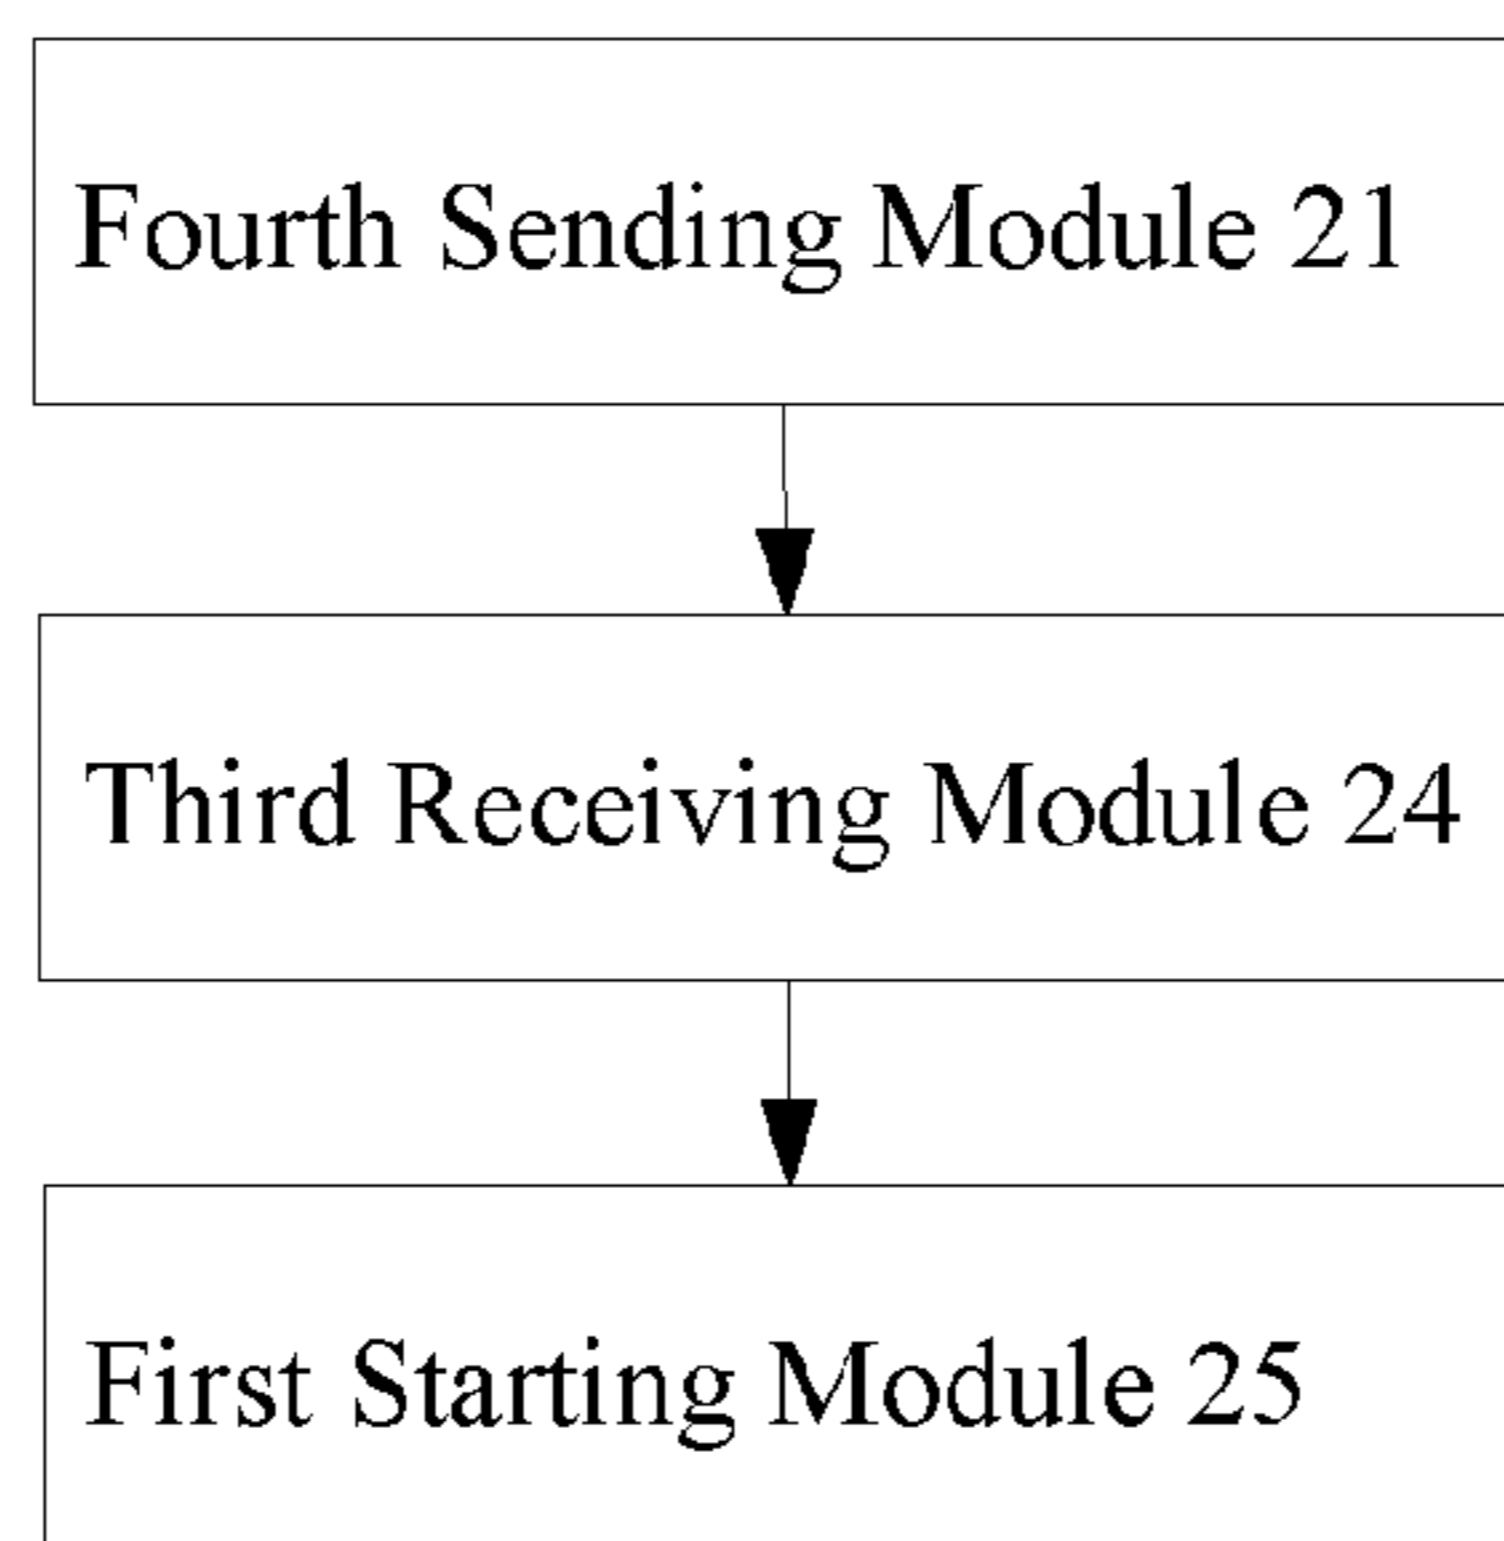 Fourth Sending Module 21
Third Receiving Module 24
First Starting Module 25